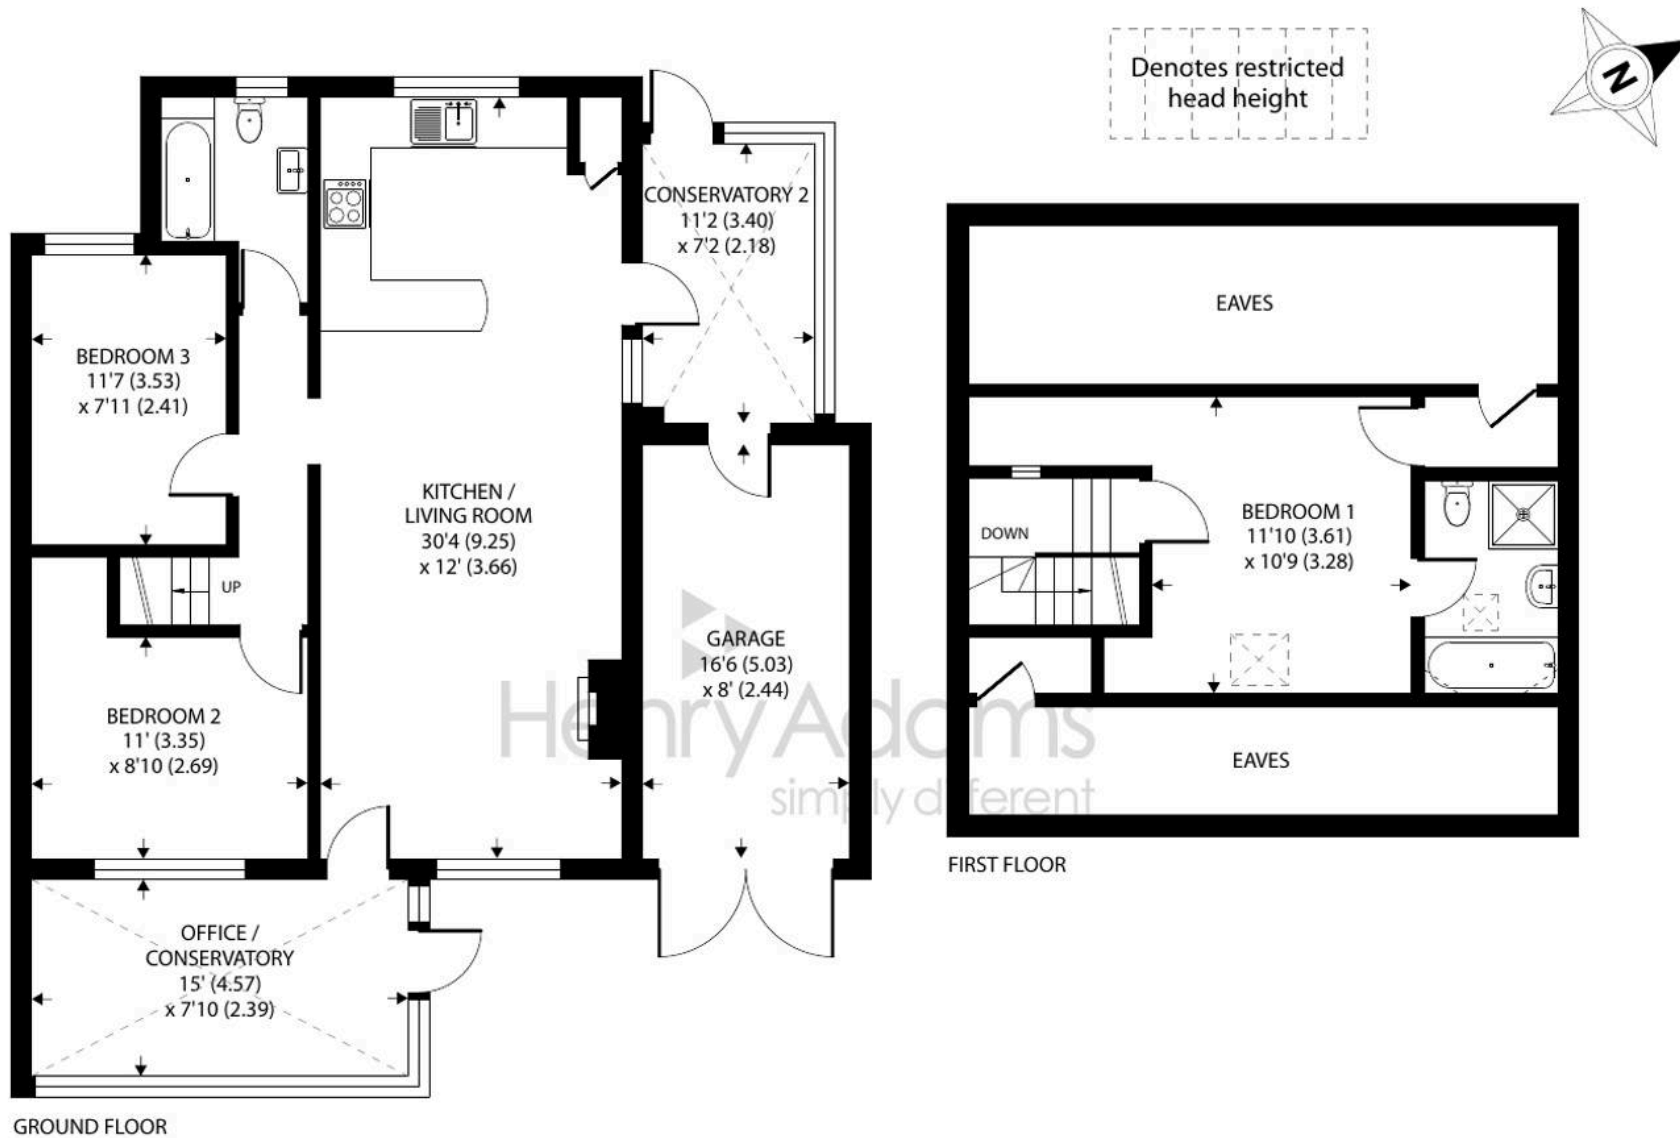 Denotes restricted
head height
N
CONSERVATORY 2
11'2 (3.40)
x 7'2 (2.18)
BEDROOM 3
11'7 (3.53)
x 7'11 (2.41)
KITCHEN /
LIVING ROOM
30'4 (9.25)
x 12' (3.66)
UP
GARAGE
16'6 (5.03)
x 8' (2.44)
BEDROOM 2
11' (3.35)
x 8'10 (2.69)
OFFICE /
CONSERVATORY
15' (4.57)
x 7'10 (2.39)
GROUND FLOOR
EAVES
DOWN
BEDROOM 1
11'10 (3.61)
x 10'9 (3.28)
EAVES
FIRST FLOOR
Henry Adams
simply different